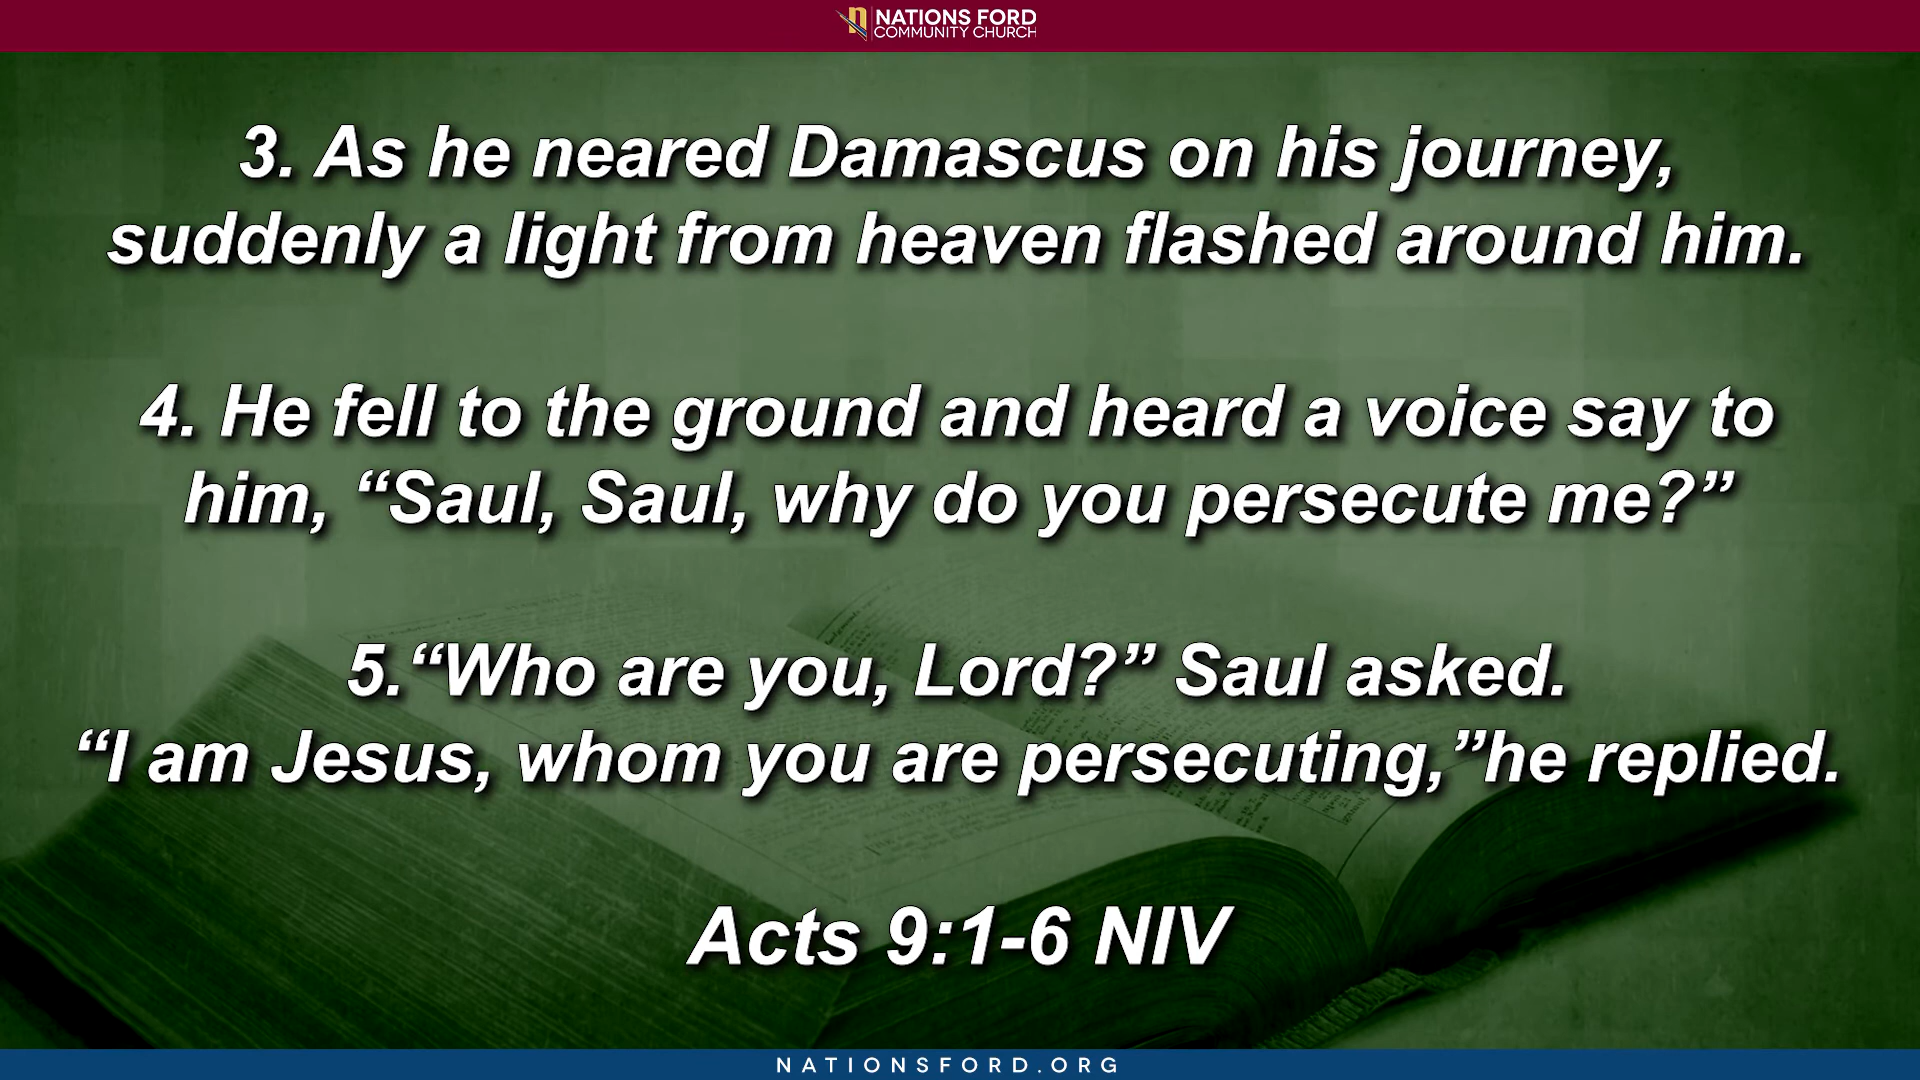 NATIONS FORD
COMMUNITY CHURCH
3. As he neared Damascus on his journey,
suddenly a light from heaven flashed around him.
4. He fell to the ground and heard a voice say to
him, “Saul, Saul, why do you persecute me?”
5.“Who are you, Lord?” Saul asked.
“I am Jesus, whom you are persecuting,”he replied.
Acts 9:1-6 NIV
NATIONSFORD.ORG